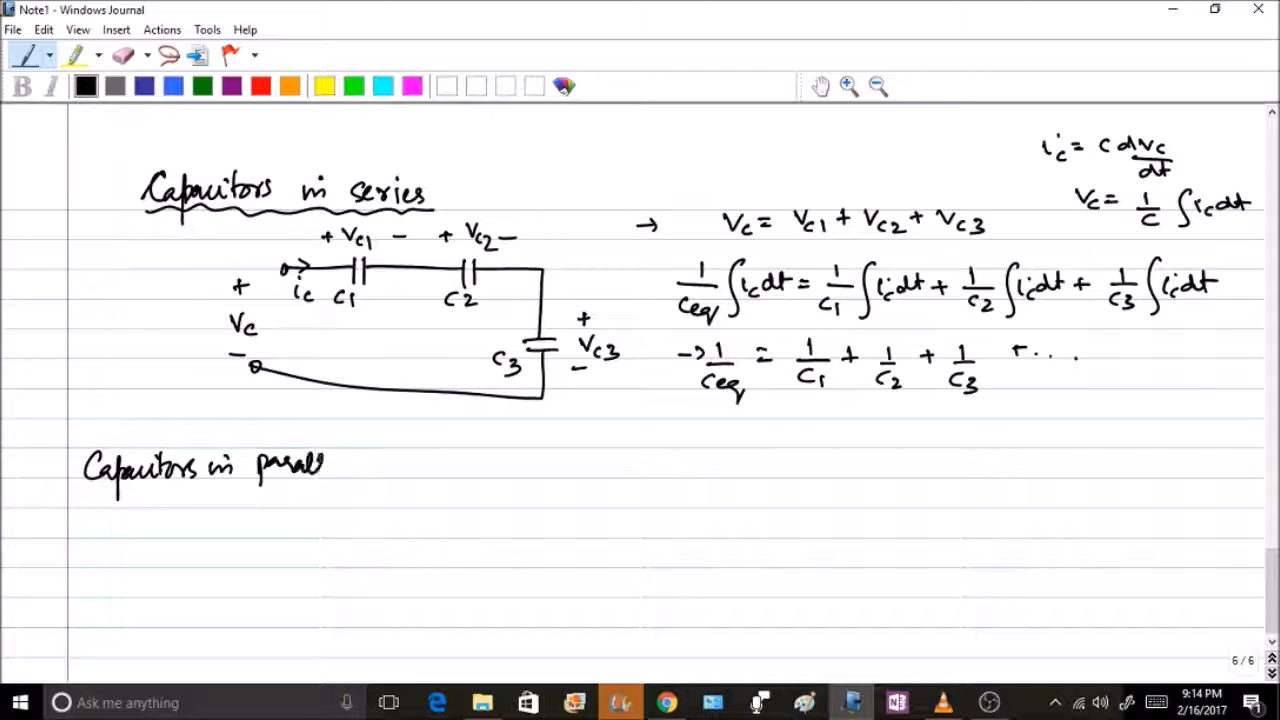 Note1 - Windows Journal
File Edit View Insert Actions Tools Help
B I
Capacitors in series
+ Vc1 - + Vc2 -
+
ic C1 C2
Vc
-
C3
+
Vc3
-
ic = C dvc/dt
Vc = 1/C ∫ ic dt
→ Vc = Vc1 + Vc2 + Vc3
1/Ceq ∫ ic dt = 1/C1 ∫ ic dt + 1/C2 ∫ ic dt + 1/C3 ∫ ic dt
→ 1/Ceq = 1/C1 + 1/C2 + 1/C3 + ....
Capacitors in parall
6 / 6
Ask me anything
9:14 PM
2/16/2017